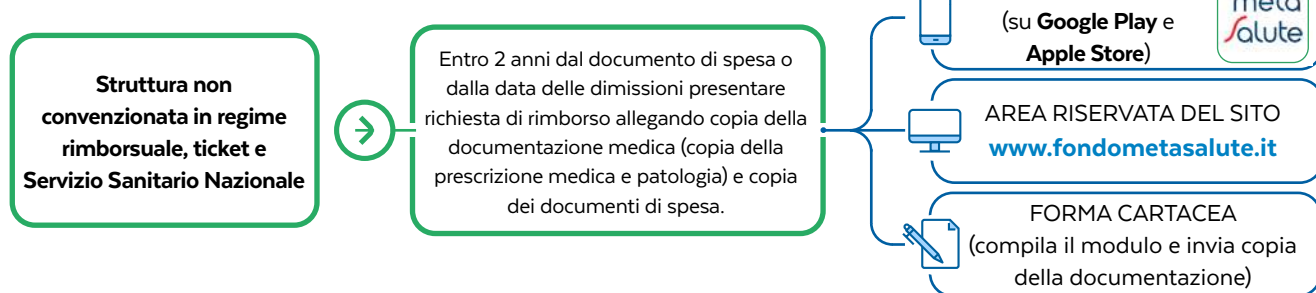 Struttura non
convenzionata in regime
rimborsuale, ticket e
Servizio Sanitario Nazionale
Entro 2 anni dal documento di spesa o
dalla data delle dimissioni presentare
richiesta di rimborso allegando copia della
documentazione medica (copia della
prescrizione medica e patologia) e copia
dei documenti di spesa.
(su Google Play e
Apple Store)
meta
Salute
AREA RISERVATA DEL SITO
www.fondometasalute.it
FORMA CARTACEA
(compila il modulo e invia copia
della documentazione)